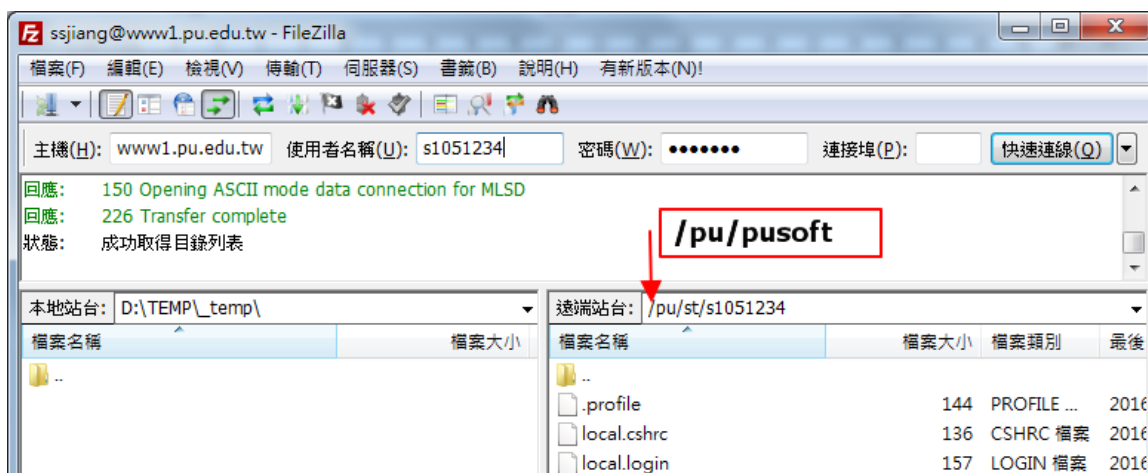 ssjiang@www1.pu.edu.tw - FileZilla
檔案(F) 編輯(E) 檢視(V) 傳輸(T) 伺服器(S) 書籤(B) 說明(H) 有新版本(N)!
主機(H): www1.pu.edu.tw 使用者名稱(U): s1051234 密碼(W): ●●●●●●● 連接埠(P): 快速連線(Q)
回應: 150 Opening ASCII mode data connection for MLSD
回應: 226 Transfer complete
狀態: 成功取得目錄列表
/pu/pusoft
本地站台: D:\TEMP\_temp\ 遠端站台: /pu/st/s1051234
檔案名稱 檔案大小 檔案名稱 檔案大小 檔案類別 最後
.. ..
.profile 144 PROFILE ... 2016
local.cshrc 136 CSHRC 檔案 2016
local.login 157 LOGIN 檔案 2016